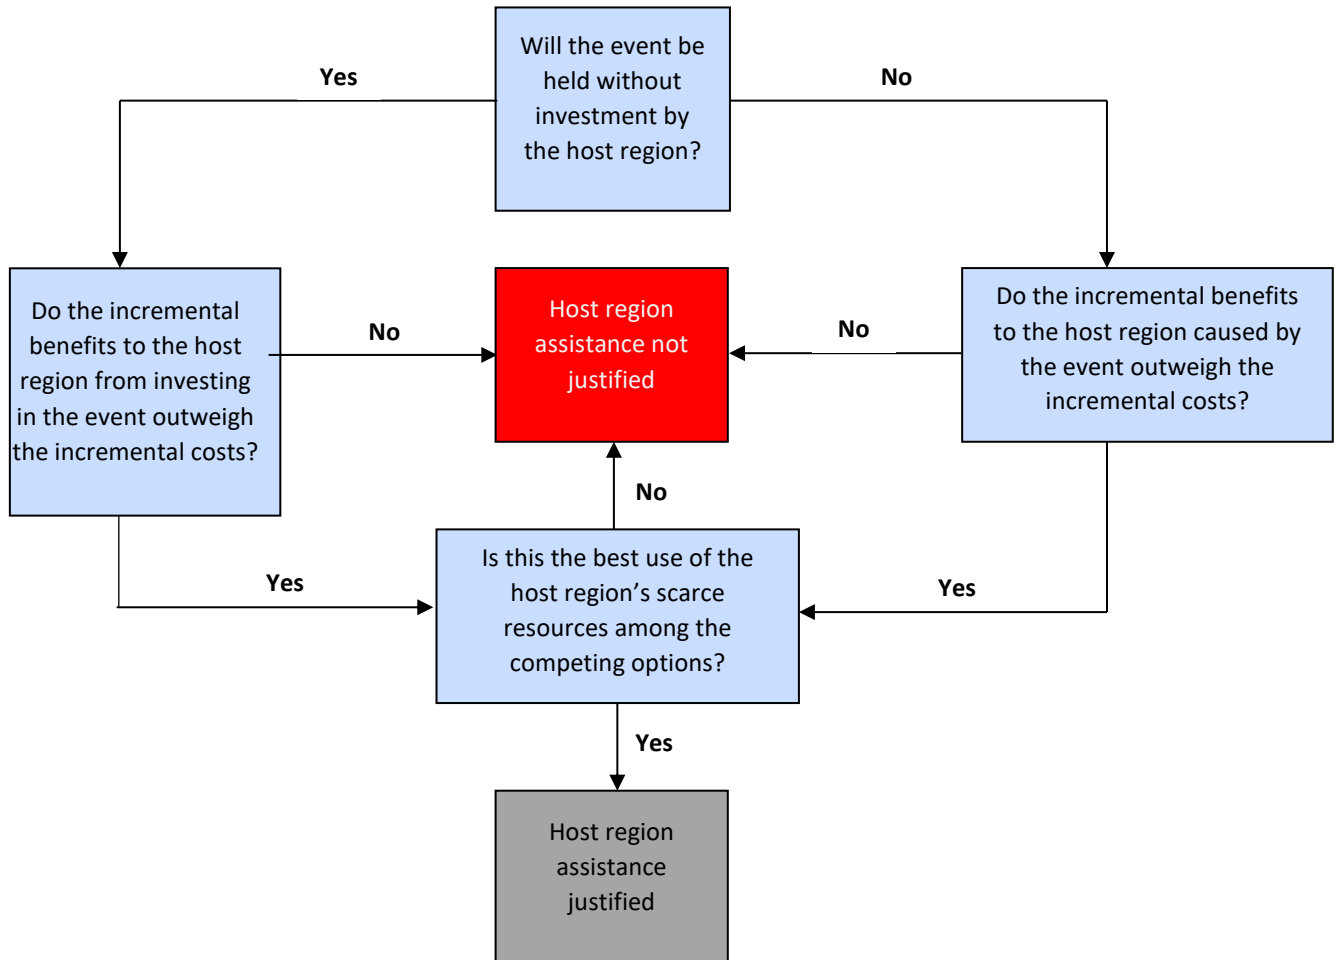 Will the event be
held without
investment by
the host region?
Yes
No
Do the incremental
benefits to the host
region from investing
in the event outweigh
the incremental costs?
No
Host region
assistance not
justified
No
Do the incremental benefits
to the host region caused by
the event outweigh the
incremental costs?
No
Yes
Is this the best use of the
host region’s scarce
resources among the
competing options?
Yes
Yes
Host region
assistance
justified